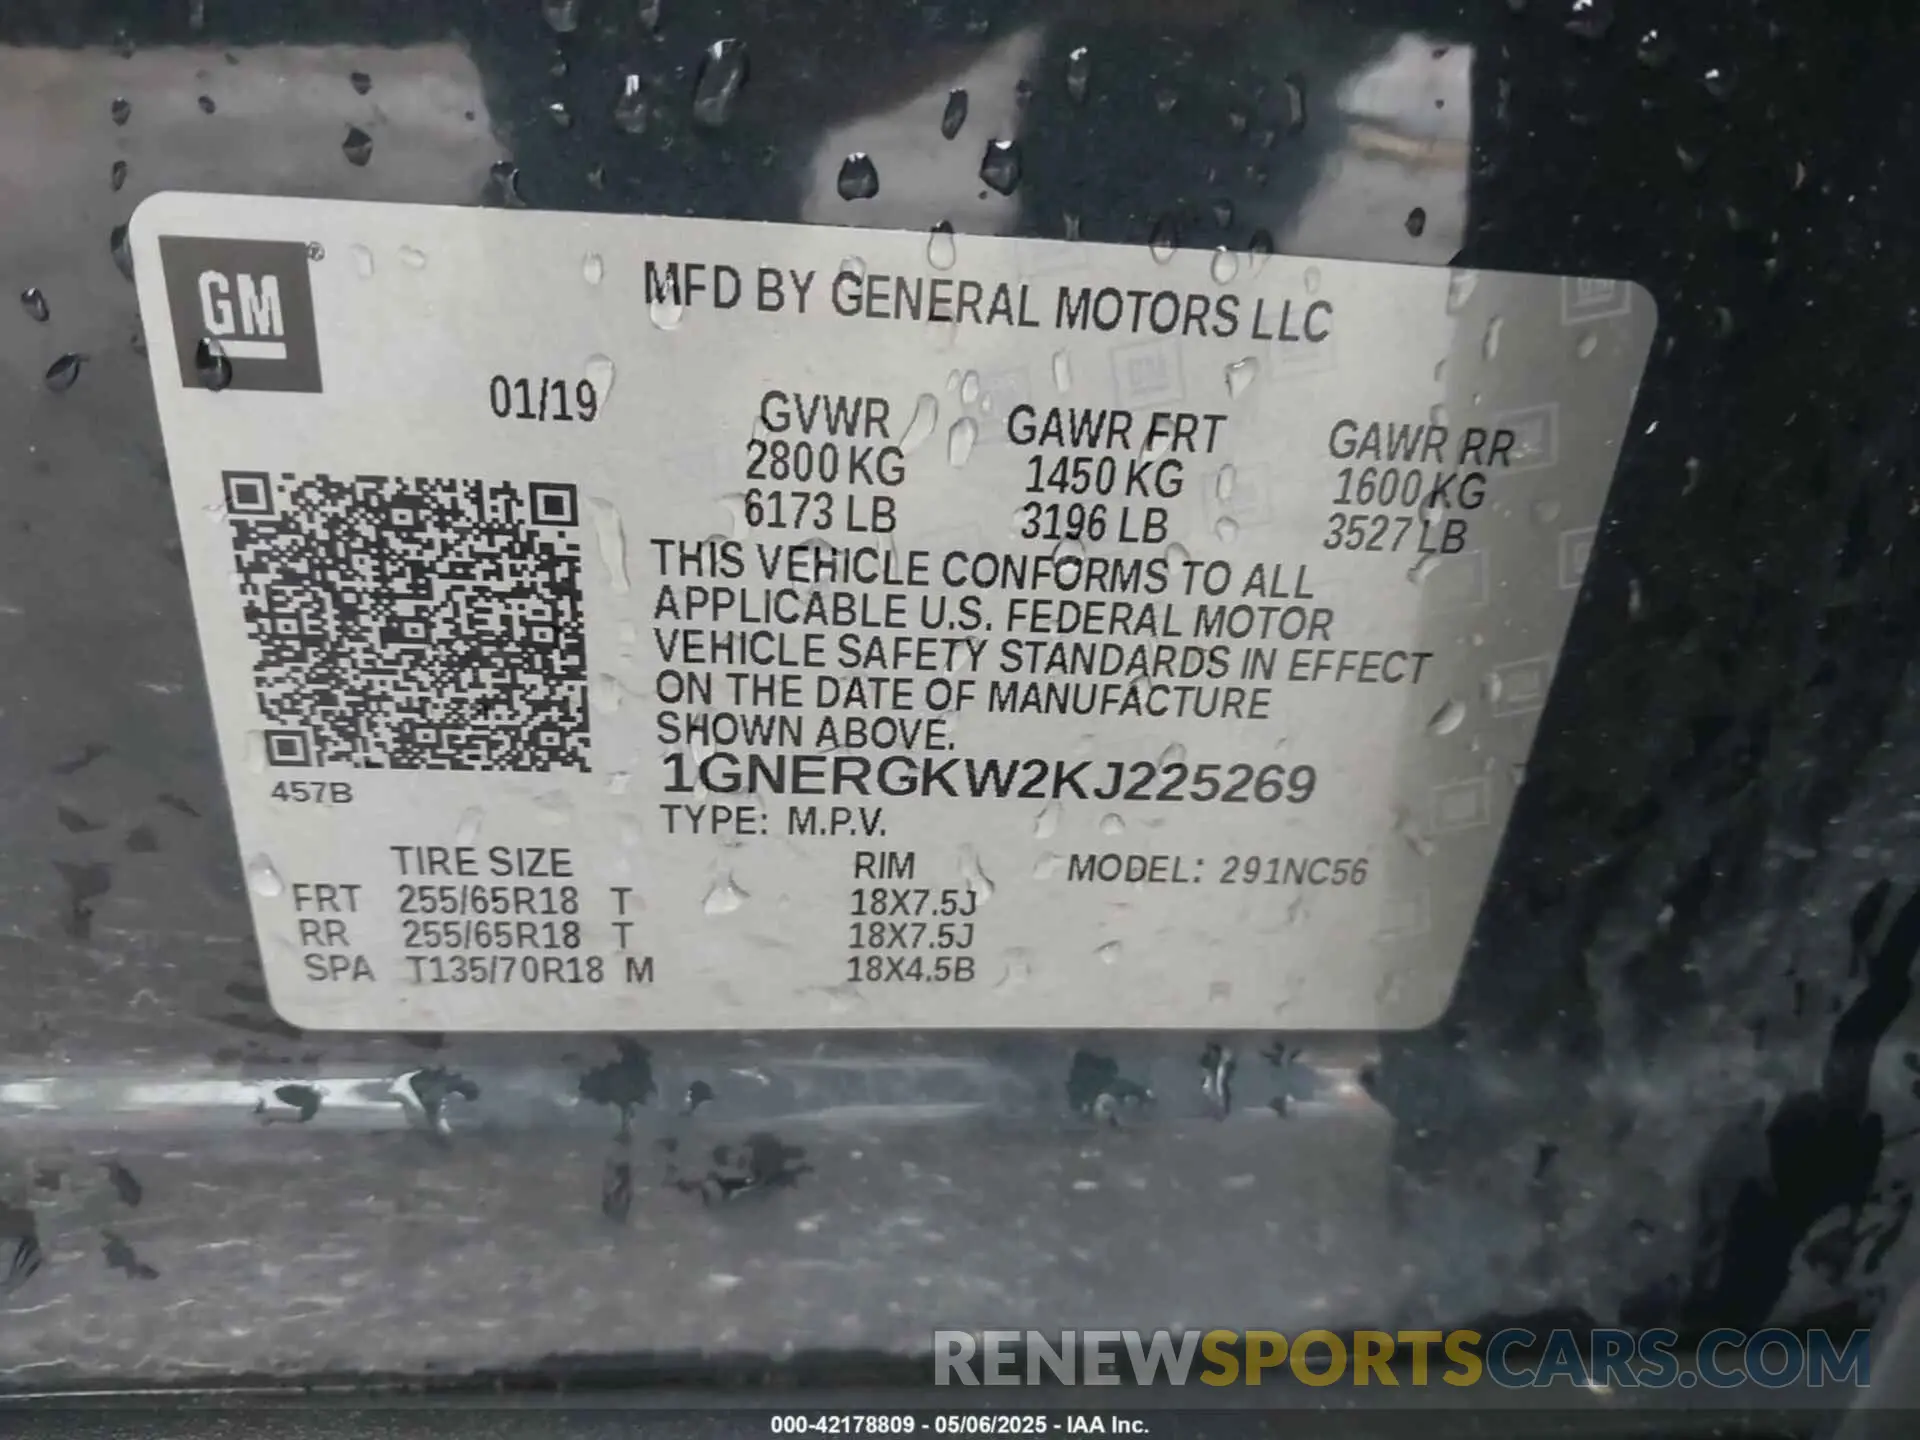 GM ®
MFD BY GENERAL MOTORS LLC
01/19
GVWR GAWR FRT GAWR RR
2800 KG 1450 KG 1600 KG
6173 LB 3196 LB 3527 LB
THIS VEHICLE CONFORMS TO ALL
APPLICABLE U.S. FEDERAL MOTOR
VEHICLE SAFETY STANDARDS IN EFFECT
ON THE DATE OF MANUFACTURE
SHOWN ABOVE.
1GNERGKW2KJ225269
457B
TYPE: M.P.V.
TIRE SIZE RIM MODEL: 291NC56
FRT 255/65R18 T 18X7.5J
RR 255/65R18 T 18X7.5J
SPA T135/70R18 M 18X4.5B
RENEWSPORTSCARS.COM
000-42178809 - 05/06/2025 - IAA Inc.